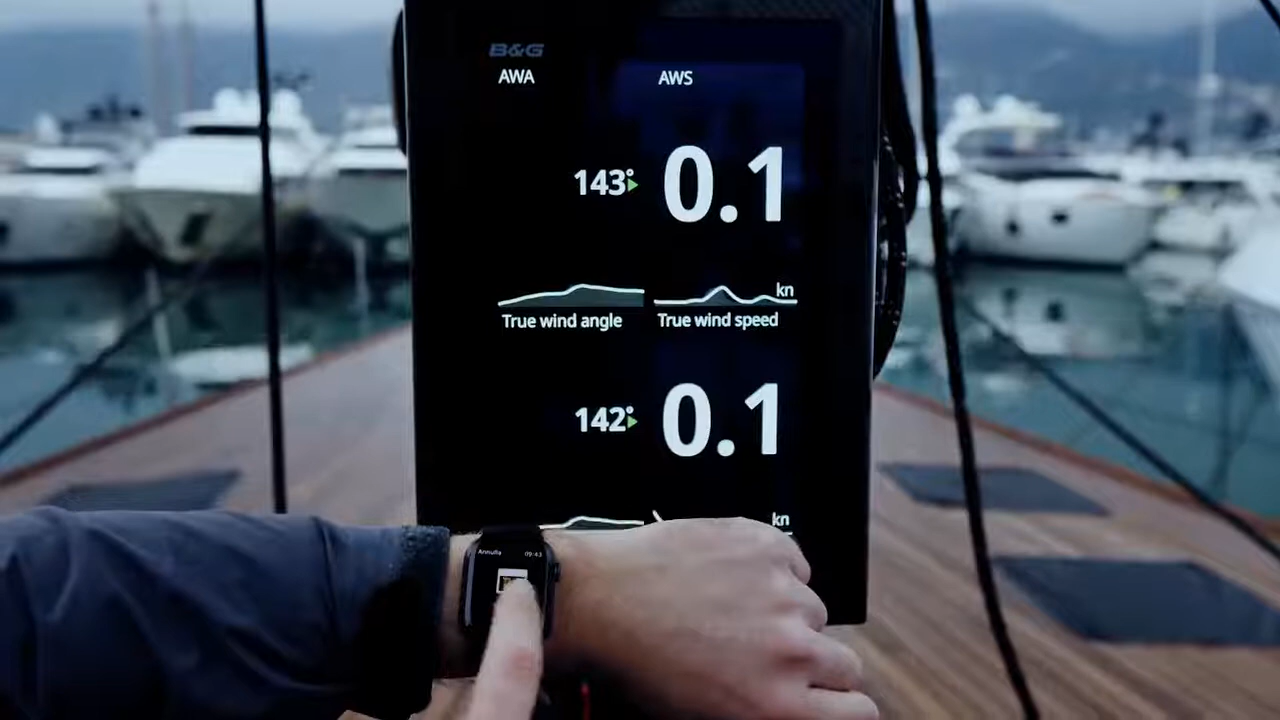 B&G
AWA AWS
143° 0.1
kn
True wind angle True wind speed
142° 0.1
kn
Annulla 09:43